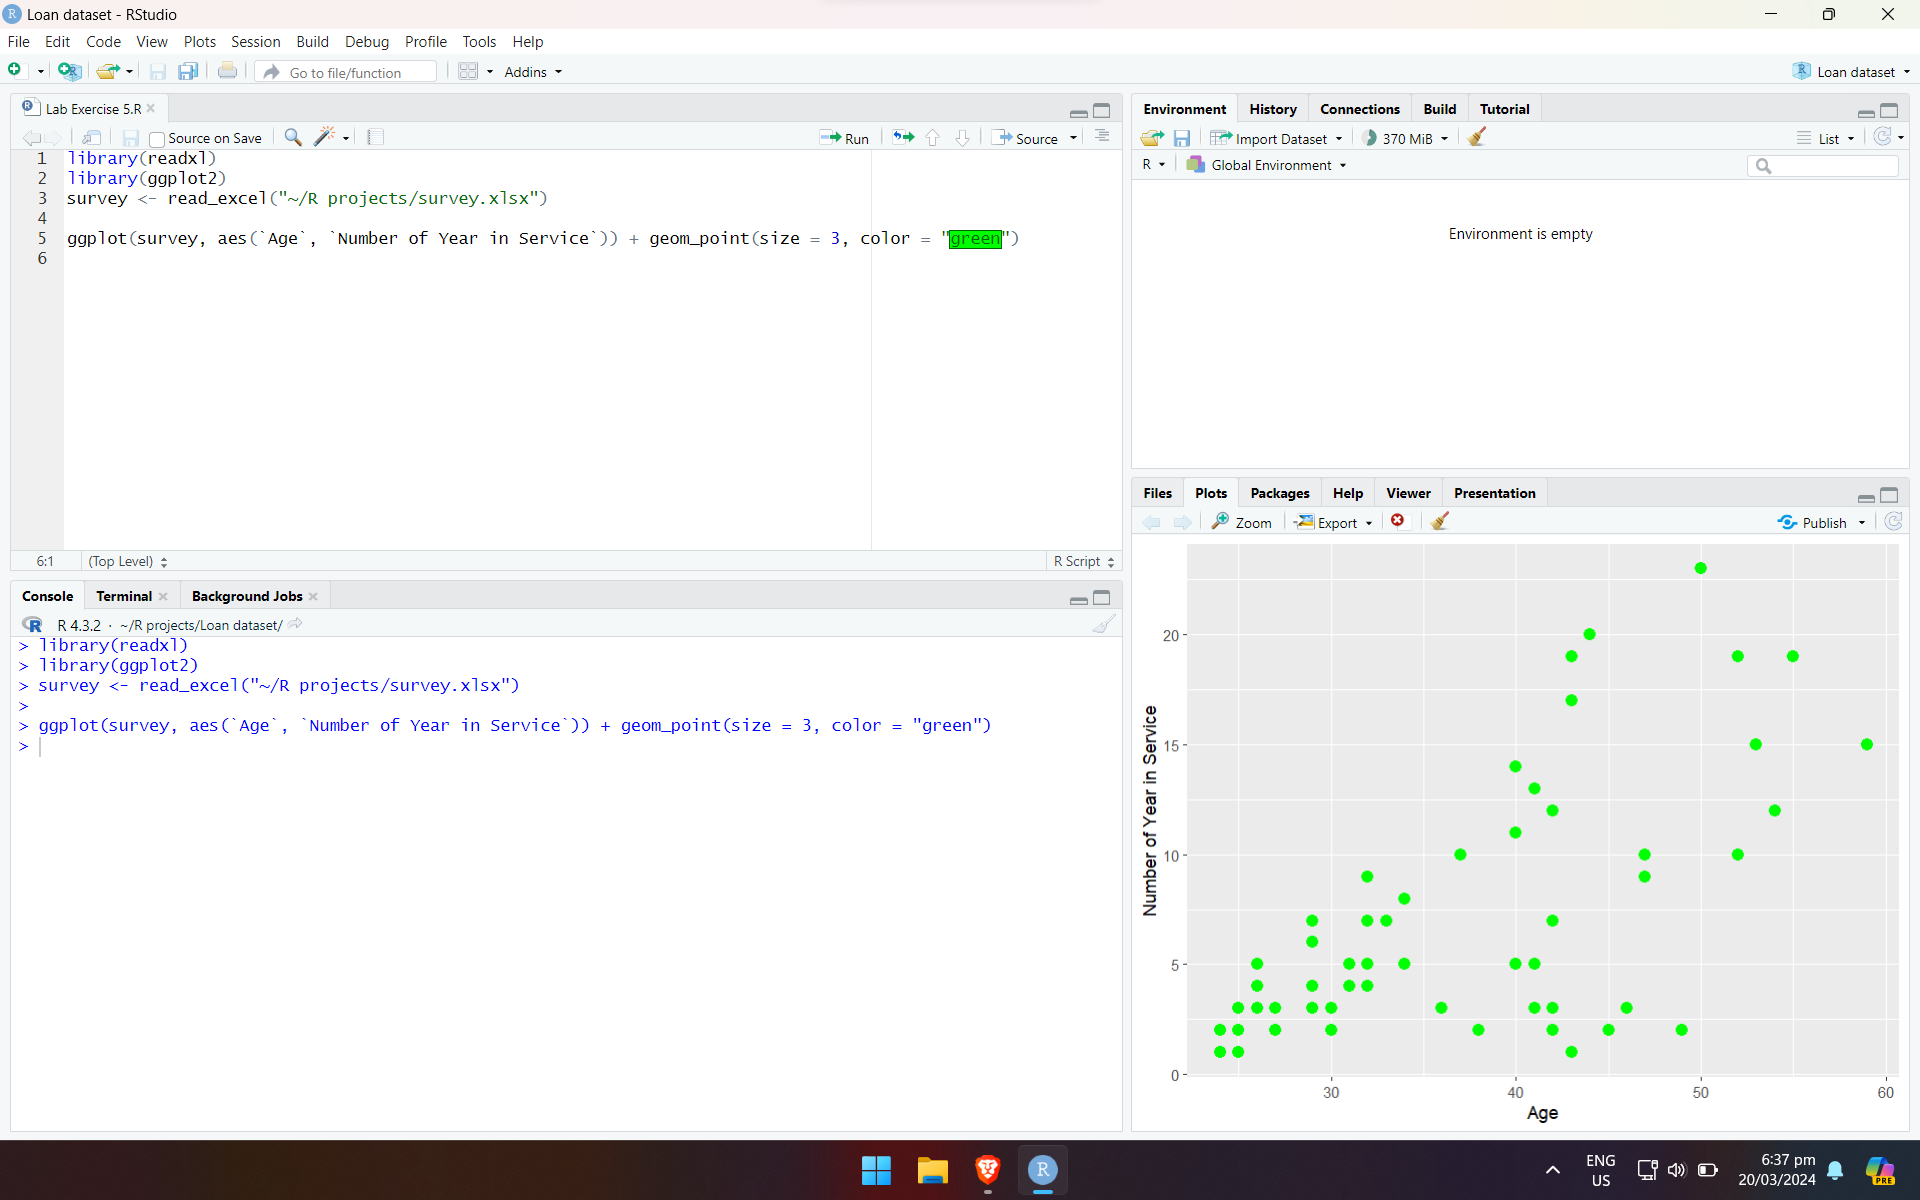 Loan dataset - RStudio
File Edit Code View Plots Session Build Debug Profile Tools Help
Go to file/function Addins Loan dataset
Lab Exercise 5.R
Source on Save Run Source
1 library(readxl)
2 library(ggplot2)
3 survey <- read_excel("~/R projects/survey.xlsx")
4
5 ggplot(survey, aes(`Age`, `Number of Year in Service`)) + geom_point(size = 3, color = "green")
6
6:1 (Top Level) R Script
Console Terminal Background Jobs
R 4.3.2 · ~/R projects/Loan dataset/
> library(readxl)
> library(ggplot2)
> survey <- read_excel("~/R projects/survey.xlsx")
>
> ggplot(survey, aes(`Age`, `Number of Year in Service`)) + geom_point(size = 3, color = "green")
>
Environment History Connections Build Tutorial
Import Dataset 370 MiB List
R Global Environment
Environment is empty
Files Plots Packages Help Viewer Presentation
Zoom Export Publish
Number of Year in Service
20
15
10
5
0
30 40 50 60
Age
ENG
US
6:37 pm
20/03/2024
PRE